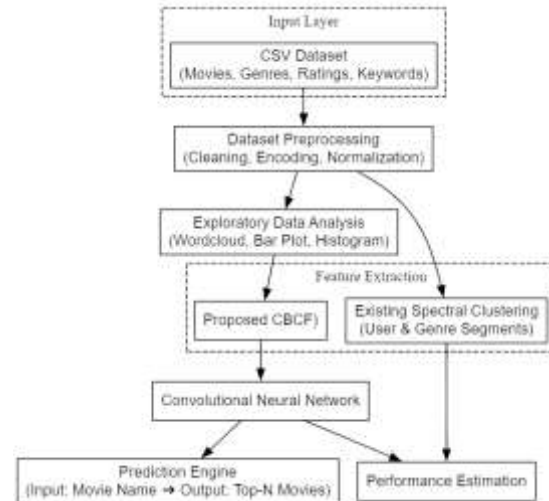 Input Layer
CSV Dataset
(Movies, Genres, Ratings, Keywords)
Dataset Preprocessing
(Cleaning, Encoding, Normalization)
Exploratory Data Analysis
(Wordcloud, Bar Plot, Histogram)
Feature Extraction
Proposed CBCF)
Existing Spectral Clustering
(User & Genre Segments)
Convolutional Neural Network
Prediction Engine
(Input: Movie Name ➔ Output: Top-N Movies)
Performance Estimation